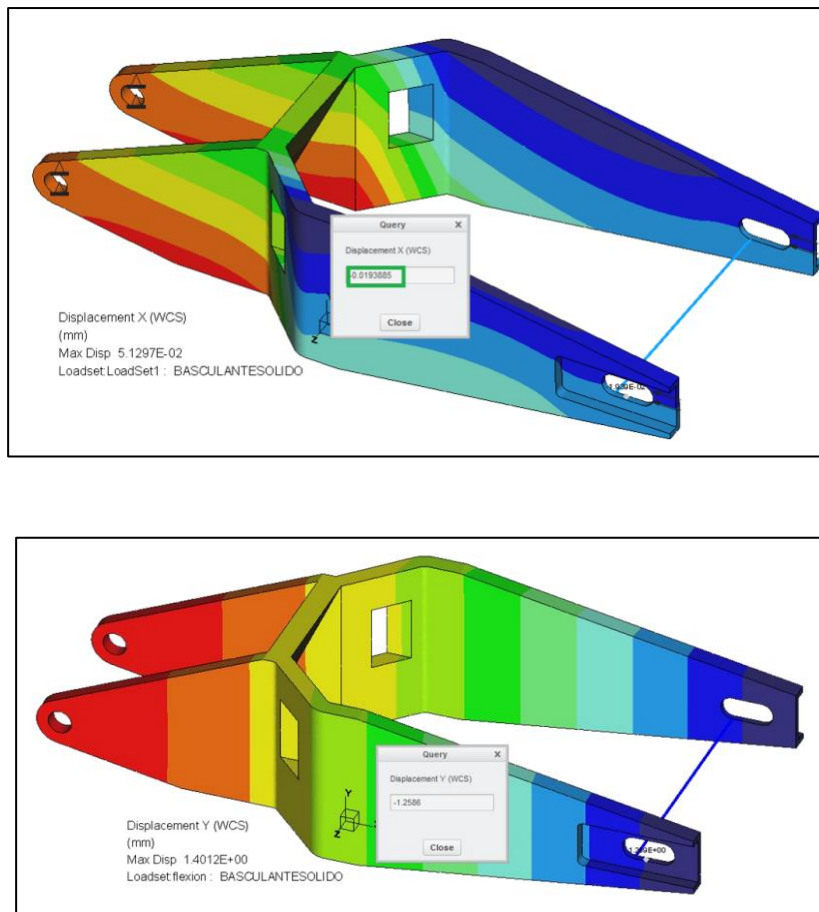 Query X
Displacement X (WCS)
-0.0193885
Close
Z
Displacement X (WCS)
(mm)
Max Disp 5.1297E-02
Loadset:LoadSet1 : BASCULANTESOLIDO
Query X
Displacement Y (WCS)
-1.2586
Close
Y
Z
Displacement Y (WCS)
(mm)
Max Disp 1.4012E+00
Loadset:flexion : BASCULANTESOLIDO